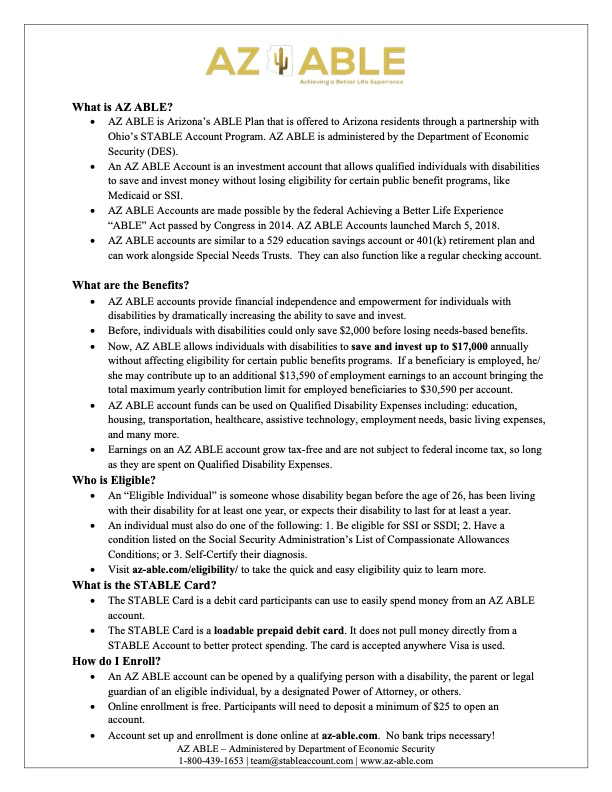 AZ ABLE
Achieving a Better Life Experience
What is AZ ABLE?
• AZ ABLE is Arizona’s ABLE Plan that is offered to Arizona residents through a partnership with
Ohio’s STABLE Account Program. AZ ABLE is administered by the Department of Economic
Security (DES).
• An AZ ABLE Account is an investment account that allows qualified individuals with disabilities
to save and invest money without losing eligibility for certain public benefit programs, like
Medicaid or SSI.
• AZ ABLE Accounts are made possible by the federal Achieving a Better Life Experience
“ABLE” Act passed by Congress in 2014. AZ ABLE Accounts launched March 5, 2018.
• AZ ABLE accounts are similar to a 529 education savings account or 401(k) retirement plan and
can work alongside Special Needs Trusts.  They can also function like a regular checking account.
What are the Benefits?
• AZ ABLE accounts provide financial independence and empowerment for individuals with
disabilities by dramatically increasing the ability to save and invest.
• Before, individuals with disabilities could only save $2,000 before losing needs-based benefits.
• Now, AZ ABLE allows individuals with disabilities to save and invest up to $17,000 annually
without affecting eligibility for certain public benefits programs.  If a beneficiary is employed, he/
she may contribute up to an additional $13,590 of employment earnings to an account bringing the
total maximum yearly contribution limit for employed beneficiaries to $30,590 per account.
• AZ ABLE account funds can be used on Qualified Disability Expenses including: education,
housing, transportation, healthcare, assistive technology, employment needs, basic living expenses,
and many more.
• Earnings on an AZ ABLE account grow tax-free and are not subject to federal income tax, so long
as they are spent on Qualified Disability Expenses.
Who is Eligible?
• An “Eligible Individual” is someone whose disability began before the age of 26, has been living
with their disability for at least one year, or expects their disability to last for at least a year.
• An individual must also do one of the following: 1. Be eligible for SSI or SSDI; 2. Have a
condition listed on the Social Security Administration’s List of Compassionate Allowances
Conditions; or 3. Self-Certify their diagnosis.
• Visit az-able.com/eligibility/ to take the quick and easy eligibility quiz to learn more.
What is the STABLE Card?
• The STABLE Card is a debit card participants can use to easily spend money from an AZ ABLE
account.
• The STABLE Card is a loadable prepaid debit card. It does not pull money directly from a
STABLE Account to better protect spending. The card is accepted anywhere Visa is used.
How do I Enroll?
• An AZ ABLE account can be opened by a qualifying person with a disability, the parent or legal
guardian of an eligible individual, by a designated Power of Attorney, or others.
• Online enrollment is free. Participants will need to deposit a minimum of $25 to open an
account.
• Account set up and enrollment is done online at az-able.com.  No bank trips necessary!
AZ ABLE – Administered by Department of Economic Security
1-800-439-1653 | team@stableaccount.com | www.az-able.com